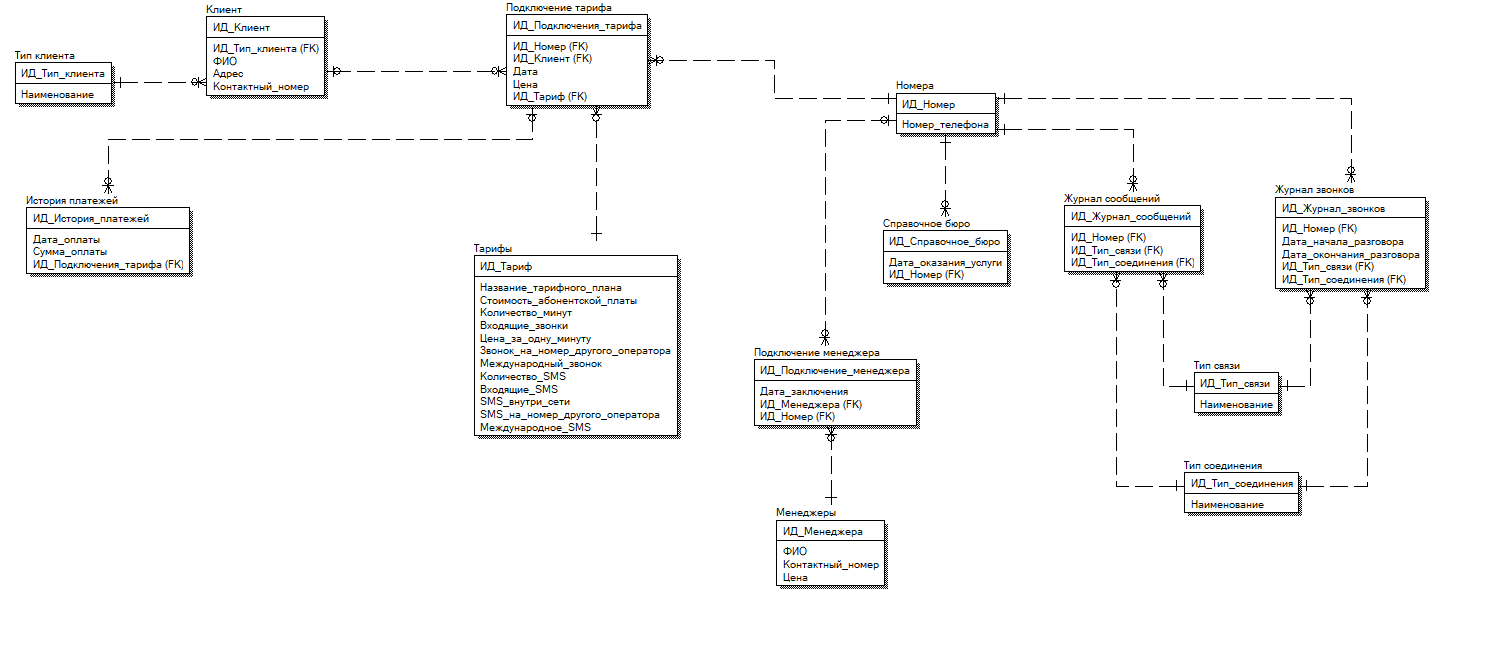 Тип клиента
ИД_Тип_клиента
Наименование
Клиент
ИД_Клиент
ИД_Тип_клиента (FK)
ФИО
Адрес
Контактный_номер
Подключение тарифа
ИД_Подключения_тарифа
ИД_Номер (FK)
ИД_Клиент (FK)
Дата
Цена
ИД_Тариф (FK)
Номера
ИД_Номер
Номер_телефона
История платежей
ИД_История_платежей
Дата_оплаты
Сумма_оплаты
ИД_Подключения_тарифа (FK)
Тарифы
ИД_Тариф
Название_тарифного_плана
Стоимость_абонентской_платы
Количество_минут
Входящие_звонки
Цена_за_одну_минуту
Звонок_на_номер_другого_оператора
Международный_звонок
Количество_SMS
Входящие_SMS
SMS_внутри_сети
SMS_на_номер_другого_оператора
Международное_SMS
Справочное бюро
ИД_Справочное_бюро
Дата_оказания_услуги
ИД_Номер (FK)
Журнал сообщений
ИД_Журнал_сообщений
ИД_Номер (FK)
ИД_Тип_связи (FK)
ИД_Тип_соединения (FK)
Журнал звонков
ИД_Журнал_звонков
ИД_Номер (FK)
Дата_начала_разговора
Дата_окончания_разговора
ИД_Тип_связи (FK)
ИД_Тип_соединения (FK)
Подключение менеджера
ИД_Подключение_менеджера
Дата_заключения
ИД_Менеджера (FK)
ИД_Номер (FK)
Тип связи
ИД_Тип_связи
Наименование
Тип соединения
ИД_Тип_соединения
Наименование
Менеджеры
ИД_Менеджера
ФИО
Контактный_номер
Цена